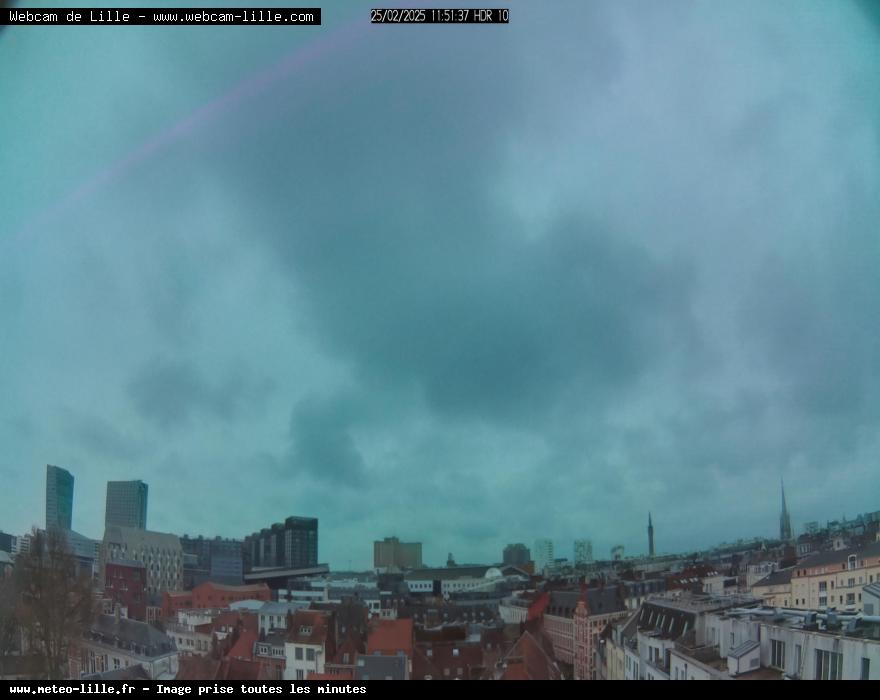 Webcam de Lille - www.webcam-lille.com
25/02/2025 11:51:37 HDR 10
www.meteo-lille.fr - Image prise toutes les minutes